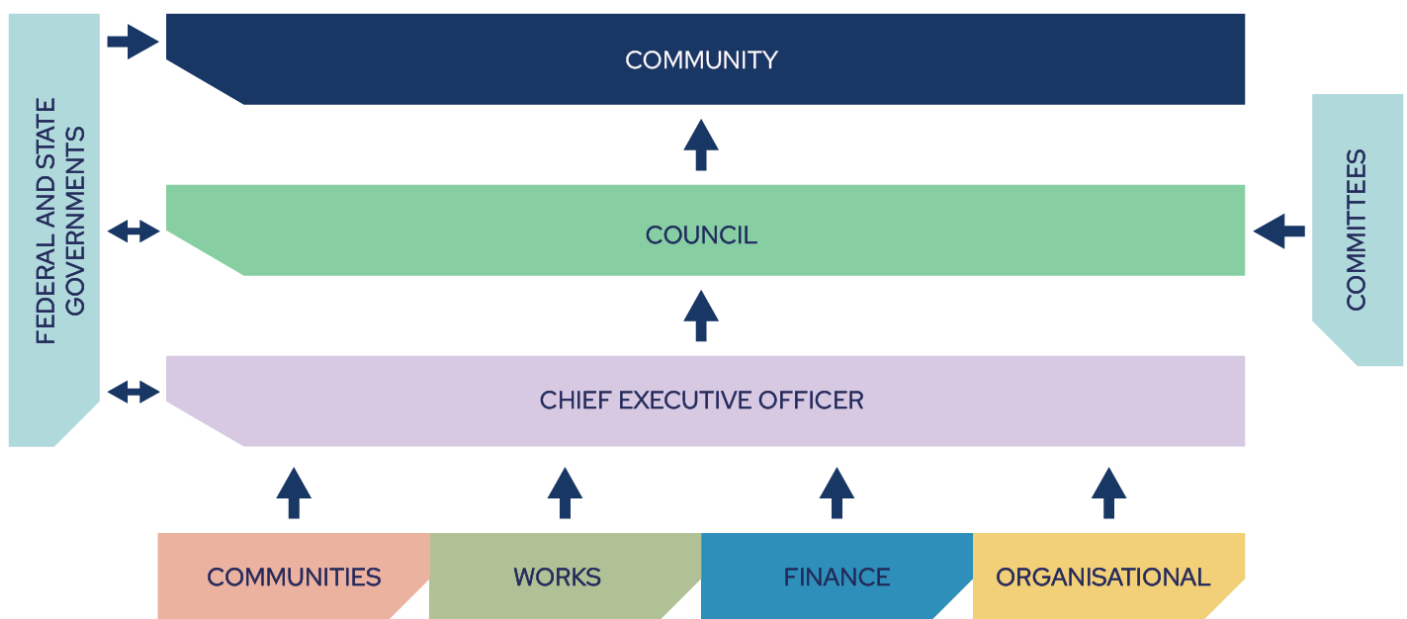 COMMUNITY
FEDERAL AND STATE
GOVERNMENTS
COMMITTEES
COUNCIL
CHIEF EXECUTIVE OFFICER
COMMUNITIES
WORKS
FINANCE
ORGANISATIONAL